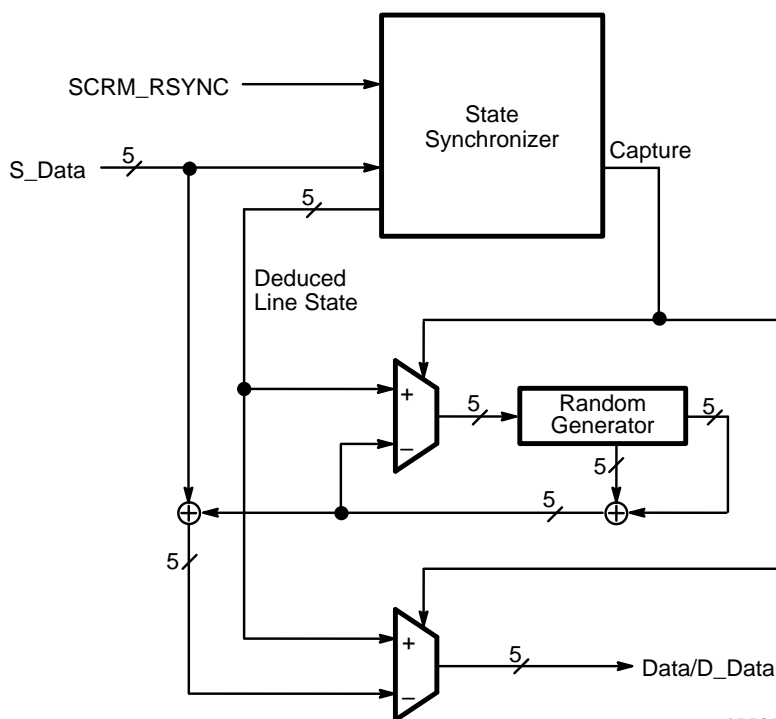 SCRM_RSYNC
State
Synchronizer
Capture
S_Data
5
5
Deduced
Line State
+
–
5
Random
Generator
5
5
5
+
+
5
+
–
5
Data/D_Data